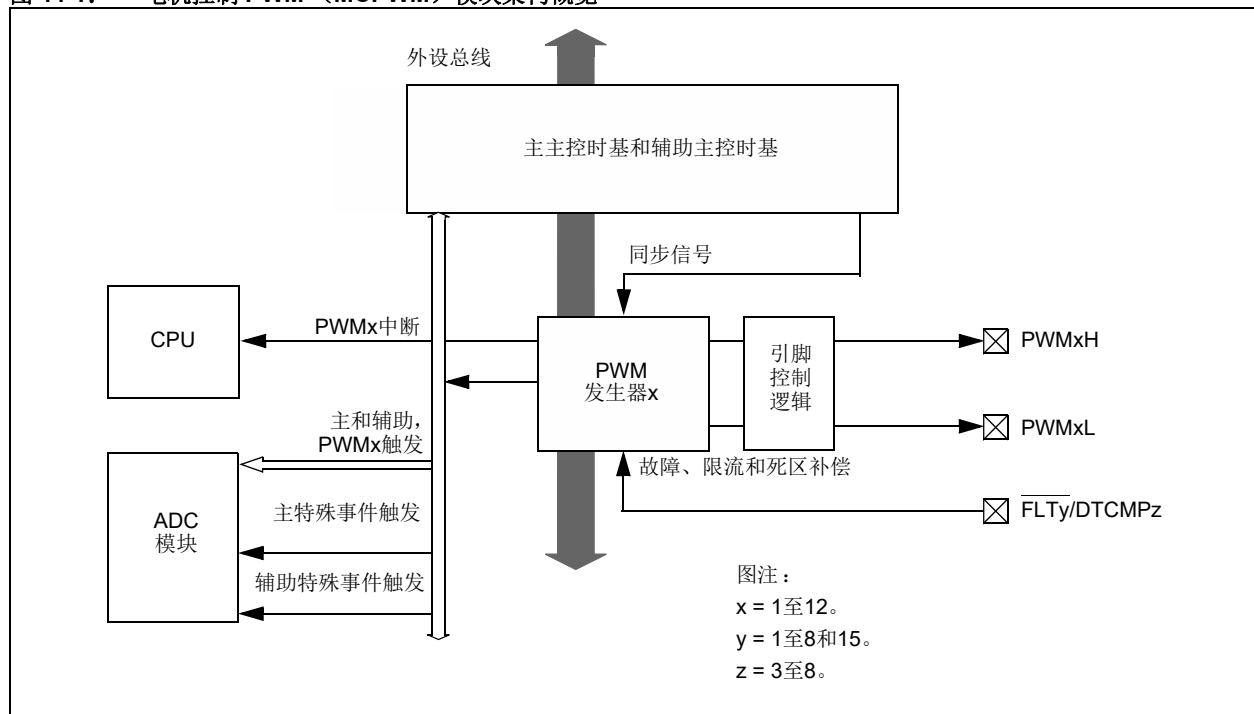 外设总线
主主控时基和辅助主控时基
同步信号
CPU
PWMx中断
PWM
发生器x
引脚
控制
逻辑
PWMxH
主和辅助，
PWMx触发
PWMxL
故障、限流和死区补偿
FLTy/DTCMPz
ADC
模块
主特殊事件触发
辅助特殊事件触发
图注：
x = 1至12。
y = 1至8和15。
z = 3至8。